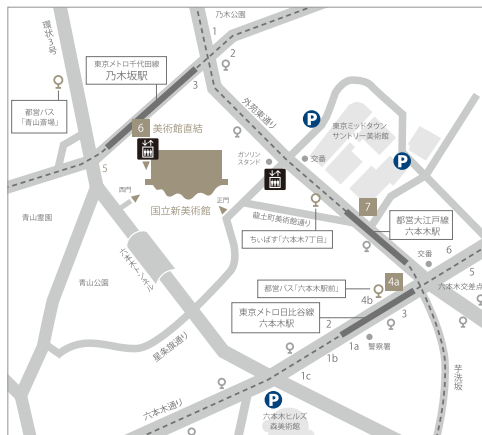 環状3号
乃木公園
1
2
東京メトロ千代田線
乃木坂駅
3
都営バス
「青山斎場」
6
美術館直結
外苑東通り
P
東京ミッドタウン
サントリー美術館
P
ガソリン
スタンド
交番
5
西門
正門
国立新美術館
青山霊園
龍土町美術館通り
7
都営大江戸線
六本木駅
ちぃばす「六本木7丁目」
六本木トンネル
交番
6
5
青山公園
都営バス「六本木駅前」
4a
4b
六本木交差点
東京メトロ日比谷線
六本木駅
2
3
星条旗通り
1a
警察署
1b
1c
芋洗坂
P
六本木通り
六本木ヒルズ
森美術館